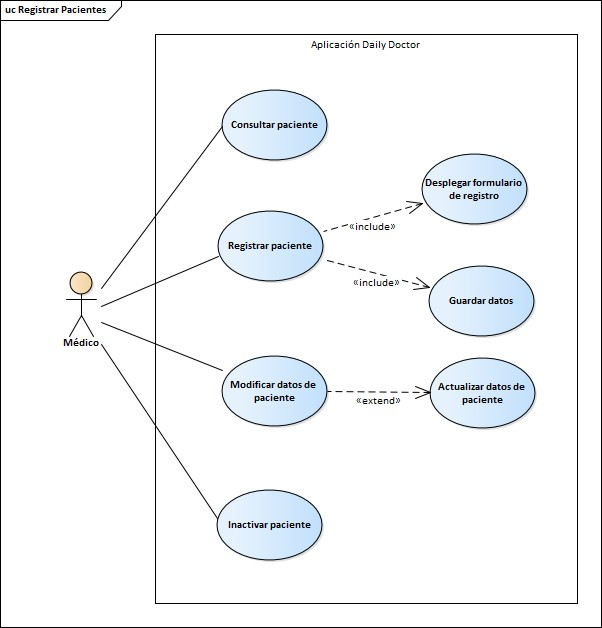 uc Registrar Pacientes
Aplicación Daily Doctor
Consultar paciente
Desplegar formulario
de registro
«include»
Registrar paciente
«include»
Guardar datos
Médico
Modificar datos de
paciente
«extend»
Actualizar datos de
paciente
Inactivar paciente